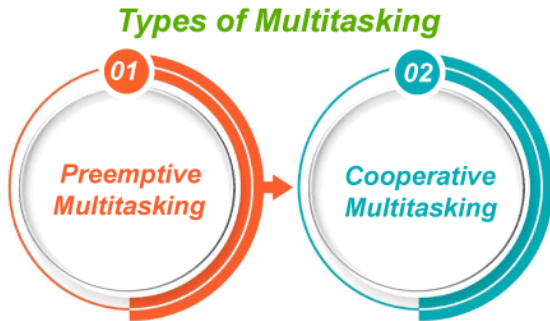 Types of Multitasking
01
Preemptive
Multitasking
02
Cooperative
Multitasking